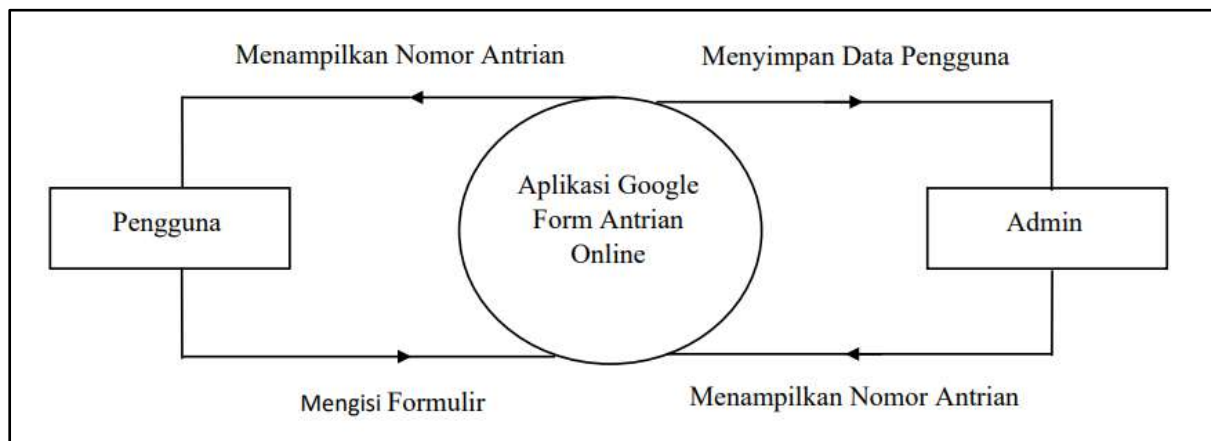 Menampilkan Nomor Antrian
Menyimpan Data Pengguna
Pengguna
Aplikasi Google
Form Antrian
Online
Admin
Mengisi Formulir
Menampilkan Nomor Antrian